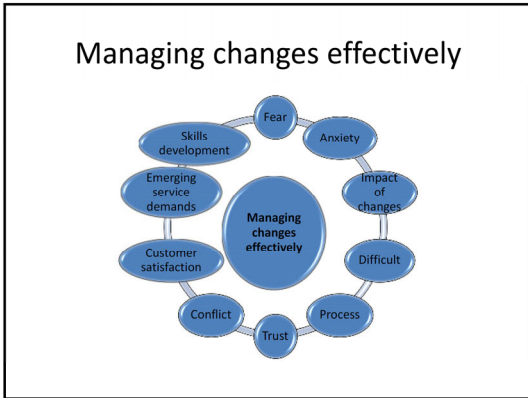 Managing changes effectively
Fear
Anxiety
Impact
of
changes
Difficult
Process
Trust
Conflict
Customer
satisfaction
Emerging
service
demands
Skills
development
Managing
changes
effectively